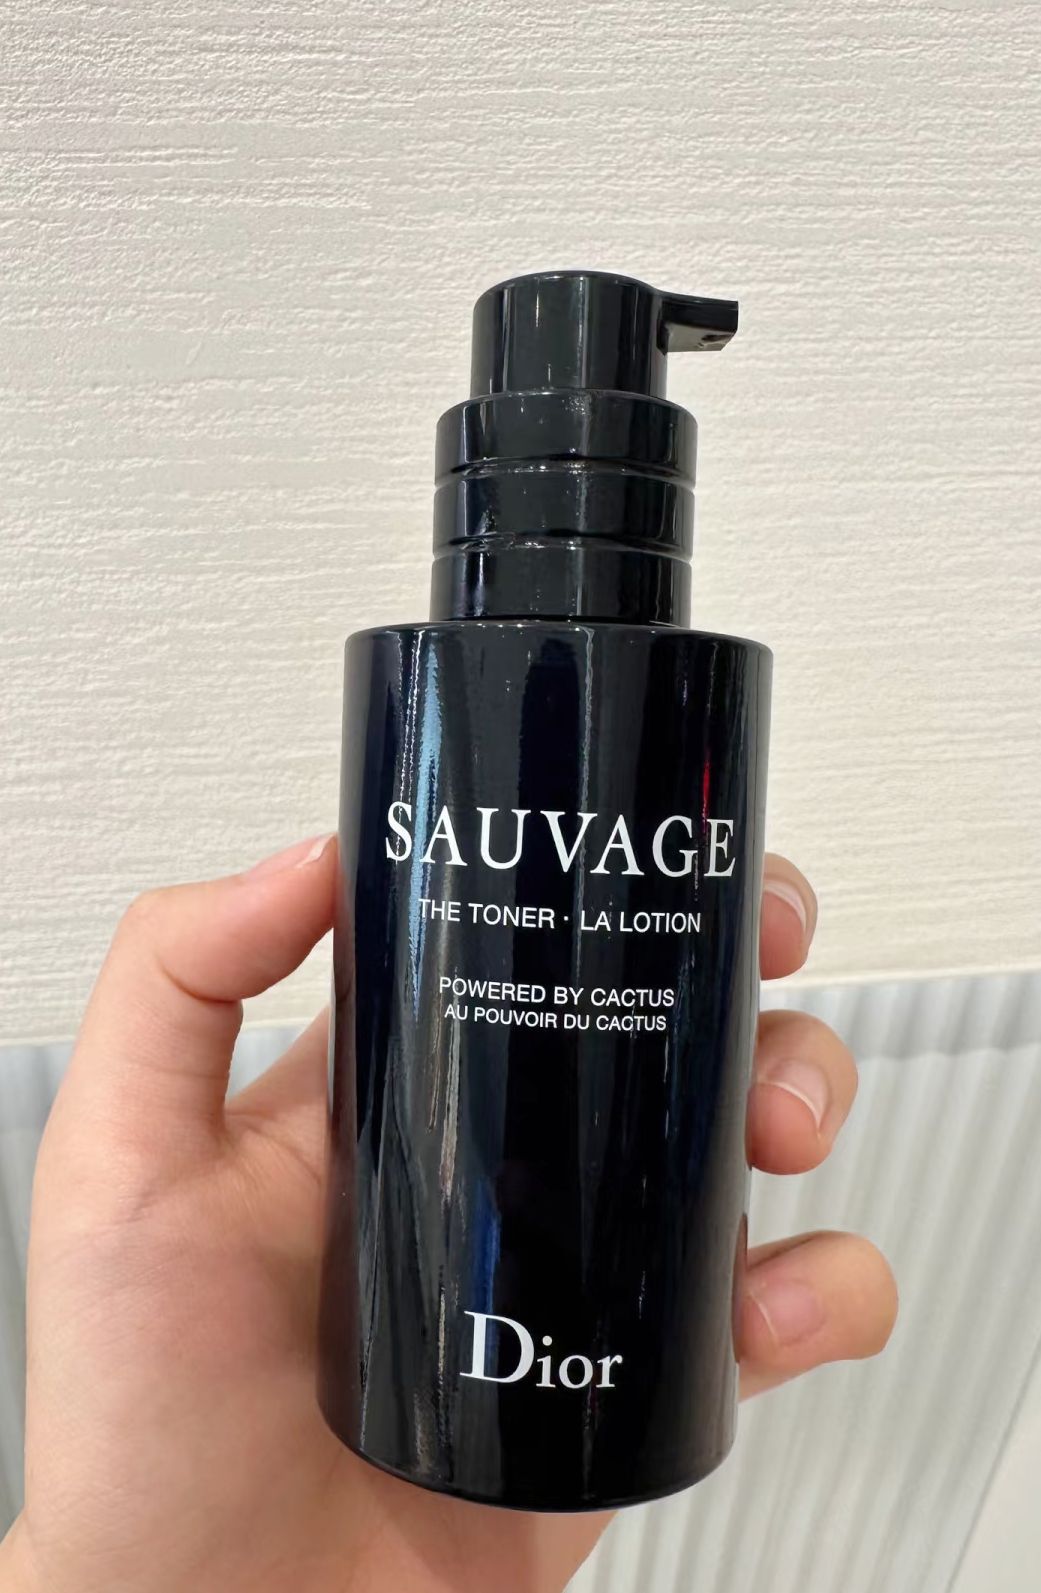 SAUVAGE
THE TONER · LA LOTION
POWERED BY CACTUS
AU POUVOIR DU CACTUS
Dior